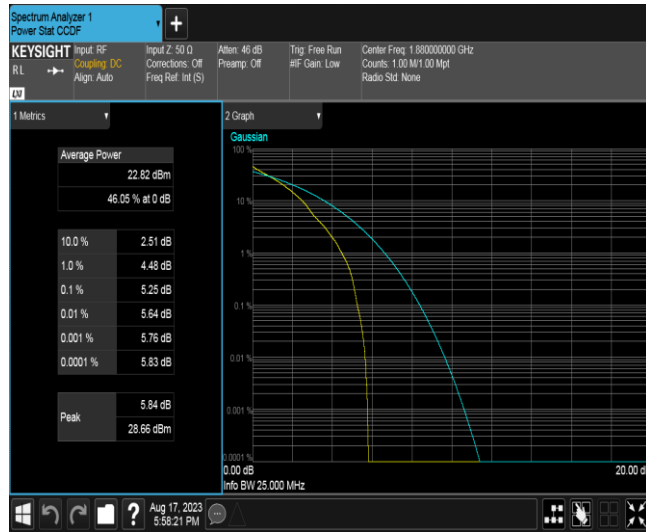 Spectrum Analyzer 1
Power Stat CCDF
+
KEYSIGHT Input: RF Input Z: 50 Ω Atten: 46 dB Trig: Free Run Center Freq: 1.880000000 GHz
RL Coupling: DC Corrections: Off Preamp: Off #IF Gain: Low Counts: 1.00 M/1.00 Mpt
Align: Auto Freq Ref: Int (S) Radio Std: None
LXI
1 Metrics 2 Graph
Gaussian
Average Power
22.82 dBm
46.05 % at 0 dB
10.0 % 2.51 dB
1.0 % 4.48 dB
0.1 % 5.25 dB
0.01 % 5.64 dB
0.001 % 5.76 dB
0.0001 % 5.83 dB
Peak 5.84 dB
28.66 dBm
100 %
10 %
1 %
0.1 %
0.01 %
0.001 %
0.0001 %
0.00 dB 20.00 d
Info BW 25.000 MHz
? Aug 17, 2023
5:58:21 PM